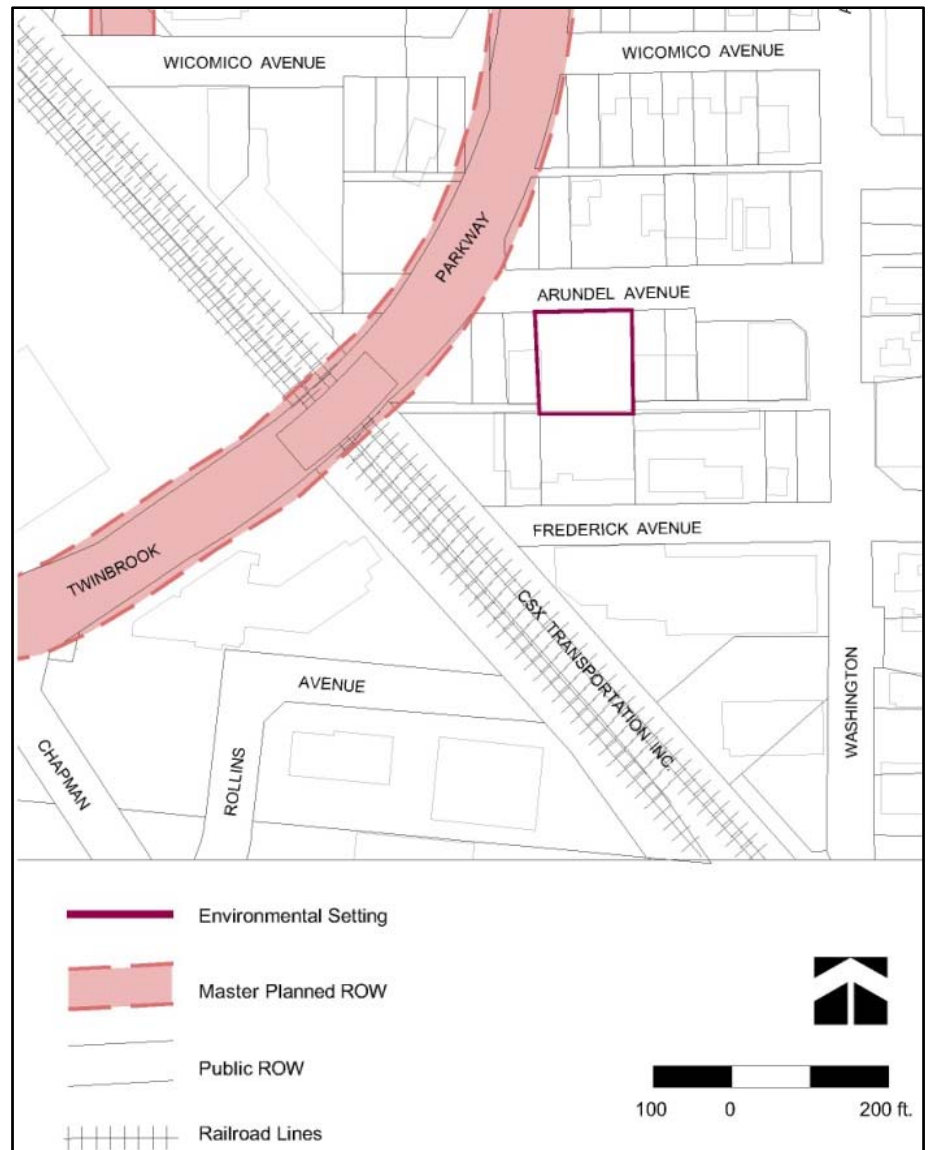 WICOMICO AVENUE
WICOMICO AVENUE
PARKWAY
ARUNDEL AVENUE
FREDERICK AVENUE
TWINBROOK
CSX TRANSPORTATION INC.
AVENUE
WASHINGTON
CHAPMAN
ROLLINS
Environmental Setting
Master Planned ROW
Public ROW
100 0 200 ft.
Railroad Lines